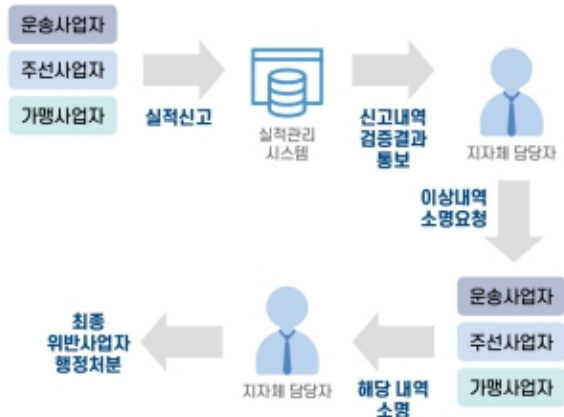 운송사업자
주선사업자
가맹사업자
실적신고
실적관리
시스템
신고내역
검증결과
통보
지자체 담당자
이상내역
소명요청
운송사업자
주선사업자
가맹사업자
해당 내역
소명
지자체 담당자
최종
위반사업자
행정처분